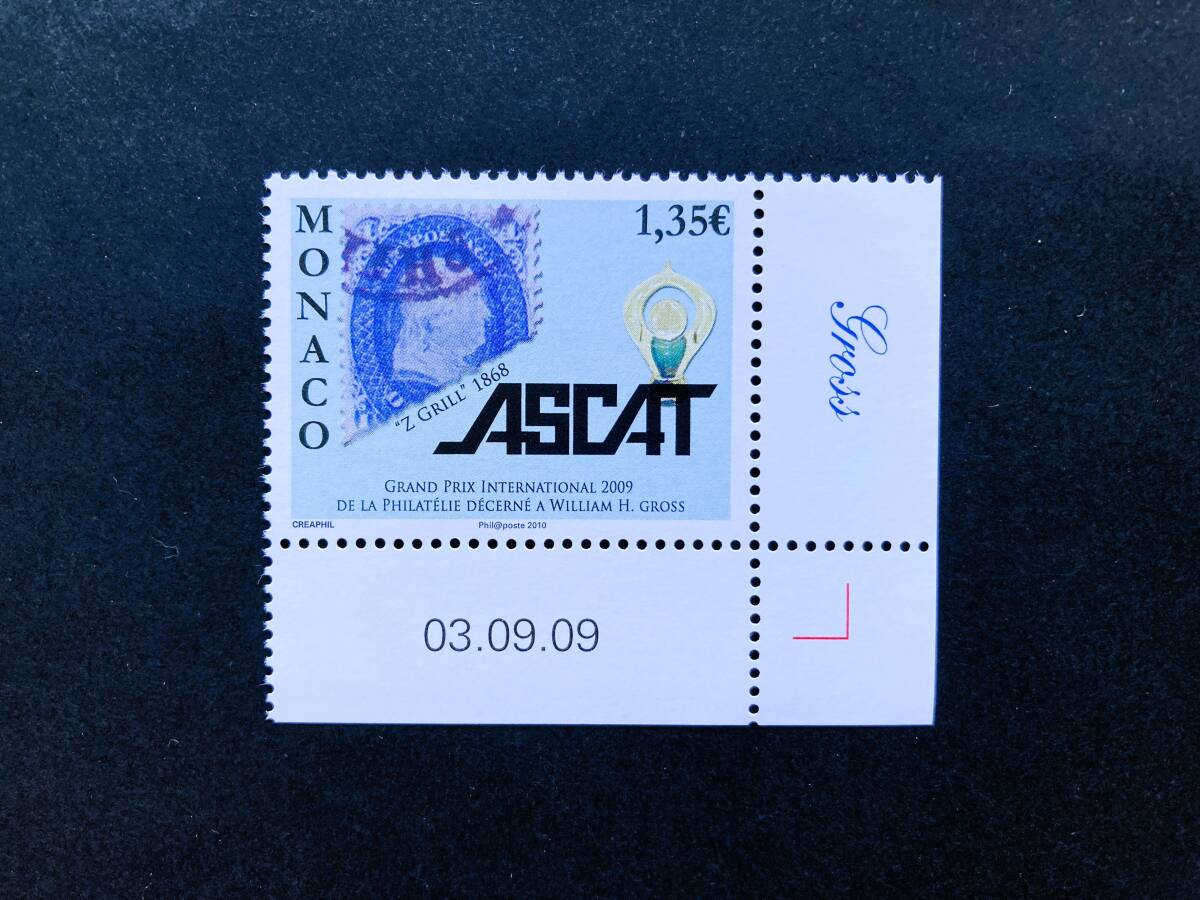 MONACO
1,35€
"Z GRILL" 1868
ASCAT
GRAND PRIX INTERNATIONAL 2009
DE LA PHILATÉLIE DÉCERNÉ A WILLIAM H. GROSS
CREAPHIL
Phil@poste 2010
Gross
03.09.09